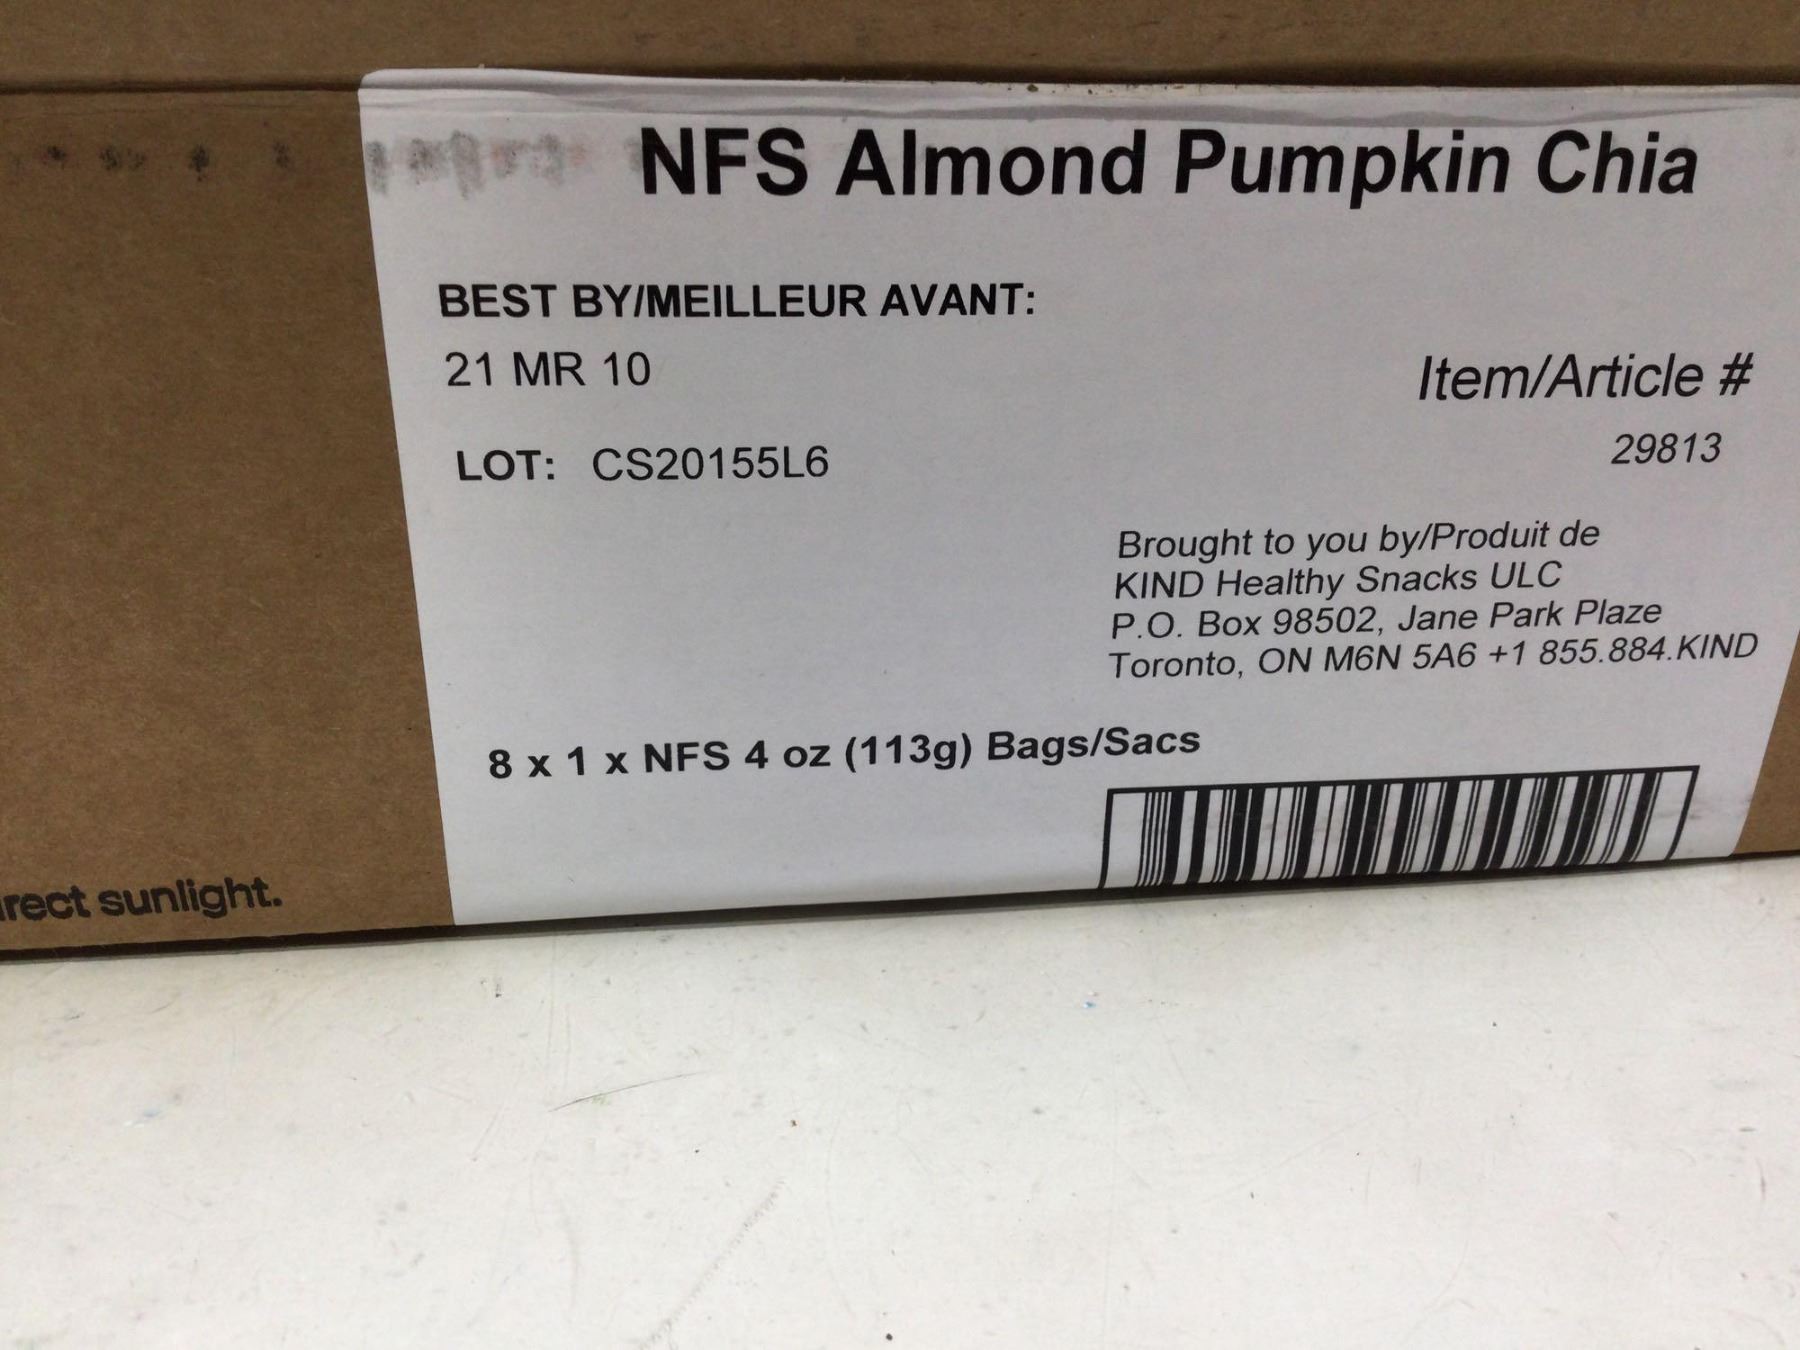 NFS Almond Pumpkin Chia
BEST BY/MEILLEUR AVANT:
21 MR 10
Item/Article #
LOT: CS20155L6
29813
Brought to you by/Produit de
KIND Healthy Snacks ULC
P.O. Box 98502, Jane Park Plaze
Toronto, ON M6N 5A6 +1 855.884.KIND
8 x 1 x NFS 4 oz (113g) Bags/Sacs
sunlight.